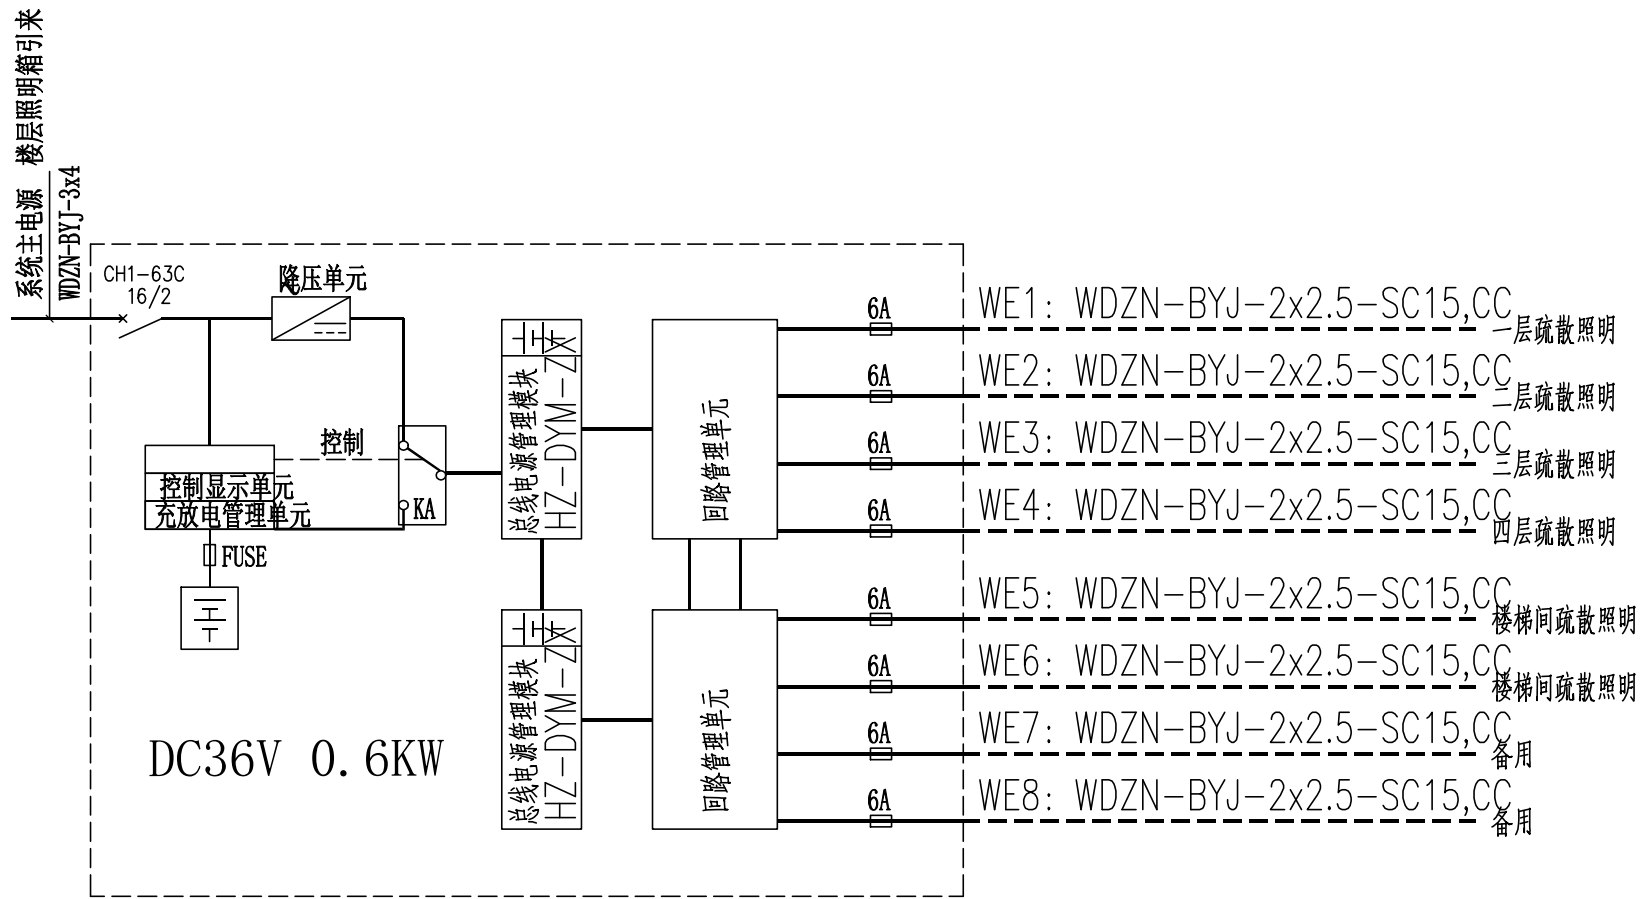 系统主电源 楼层照明箱引来
WDZN-BYJ-3x4
CH1-63C
16/2
降压单元
控制
控制显示单元
充放电管理单元
KA
FUSE
DC36V 0.6KW
总线电源管理模块
HZ-DYM-ZX
总线电源管理模块
HZ-DYM-ZX
回路管理单元
回路管理单元
6A
WE1: WDZN-BYJ-2x2.5-SC15,CC
一层疏散照明
6A
WE2: WDZN-BYJ-2x2.5-SC15,CC
二层疏散照明
6A
WE3: WDZN-BYJ-2x2.5-SC15,CC
三层疏散照明
6A
WE4: WDZN-BYJ-2x2.5-SC15,CC
四层疏散照明
6A
WE5: WDZN-BYJ-2x2.5-SC15,CC
楼梯间疏散照明
6A
WE6: WDZN-BYJ-2x2.5-SC15,CC
楼梯间疏散照明
6A
WE7: WDZN-BYJ-2x2.5-SC15,CC
备用
6A
WE8: WDZN-BYJ-2x2.5-SC15,CC
备用